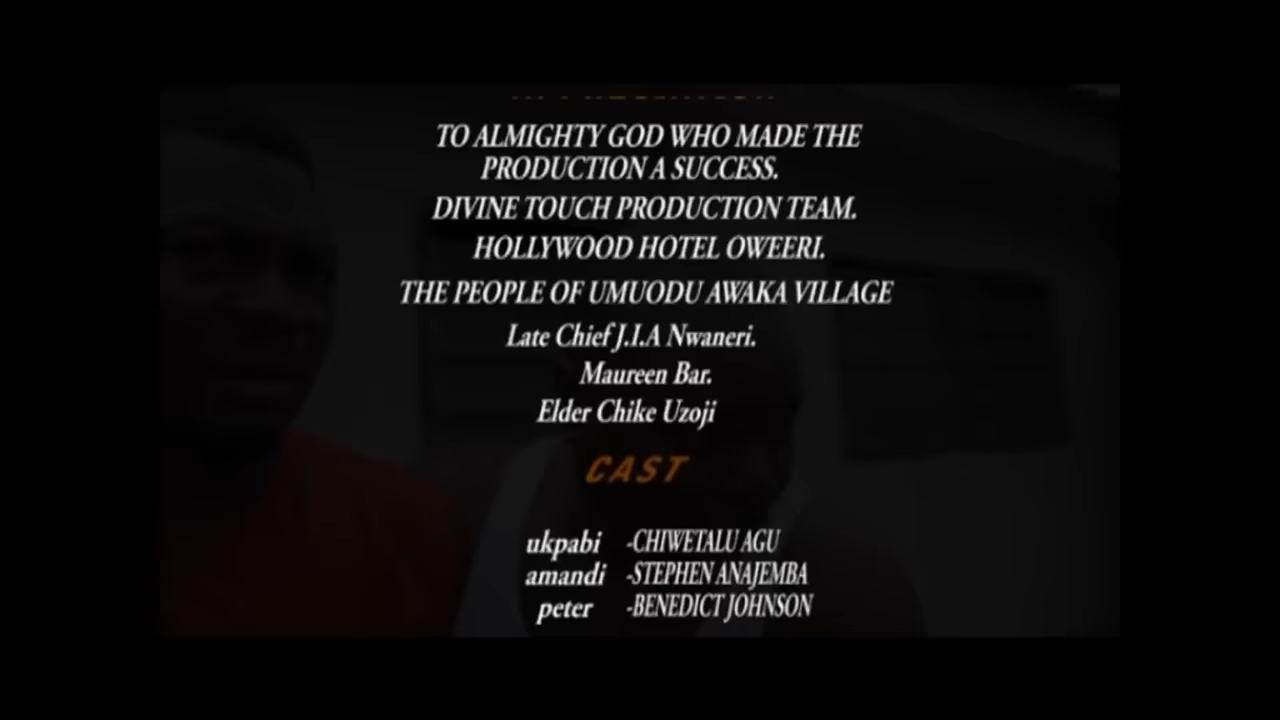 TO ALMIGHTY GOD WHO MADE THE
PRODUCTION A SUCCESS.
DIVINE TOUCH PRODUCTION TEAM.
HOLLYWOOD HOTEL OWEERI.
THE PEOPLE OF UMUODU AWAKA VILLAGE
Late Chief J.I.A Nwaneri.
Maureen Bar.
Elder Chike Uzoji
CAST
ukpabi -CHIWETALU AGU
amandi -STEPHEN ANAJEMBA
peter -BENEDICT JOHNSON